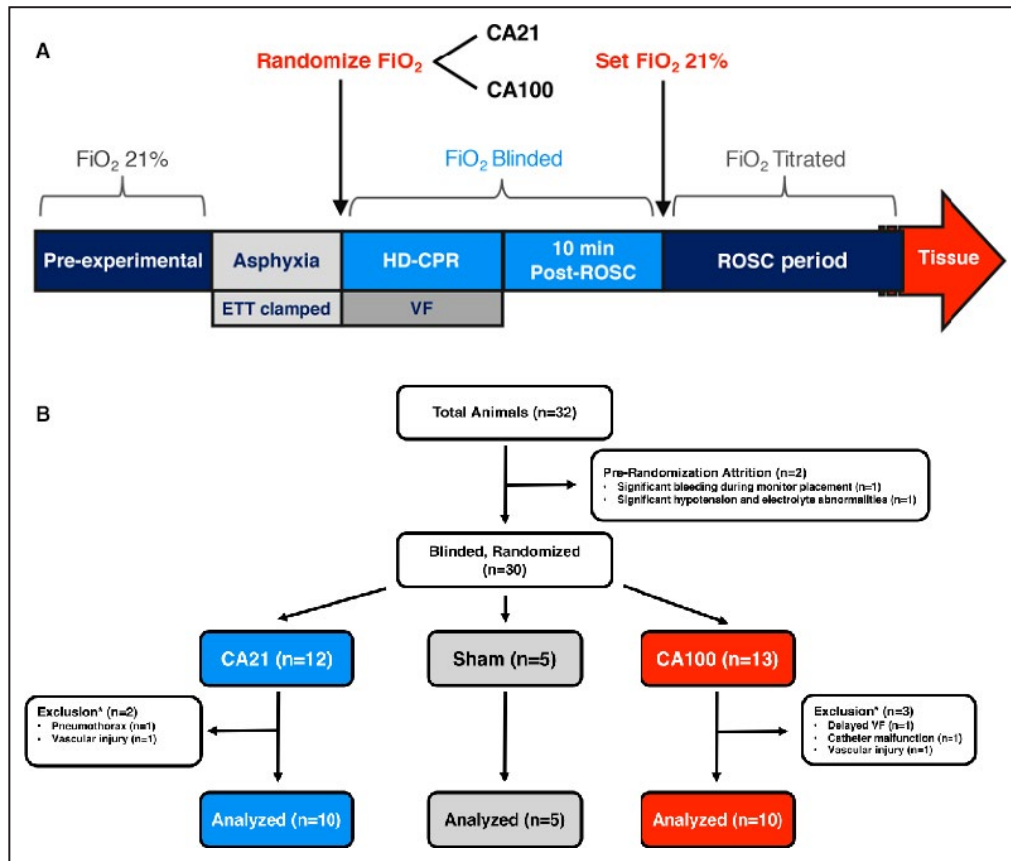 A
Randomize FiO₂
CA21
CA100
Set FiO₂ 21%
FiO₂ 21%
FiO₂ Blinded
FiO₂ Titrated
Pre-experimental
Asphyxia
HD-CPR
10 min
Post-ROSC
ROSC period
Tissue
ETT clamped
VF
B
Total Animals (n=32)
Pre-Randomization Attrition (n=2)
• Significant bleeding during monitor placement (n=1)
• Significant hypotension and electrolyte abnormalities (n=1)
Blinded, Randomized
(n=30)
CA21 (n=12)
Sham (n=5)
CA100 (n=13)
Exclusion* (n=2)
• Pneumothorax (n=1)
• Vascular injury (n=1)
Exclusion* (n=3)
• Delayed VF (n=1)
• Catheter malfunction (n=1)
• Vascular injury (n=1)
Analyzed (n=10)
Analyzed (n=5)
Analyzed (n=10)